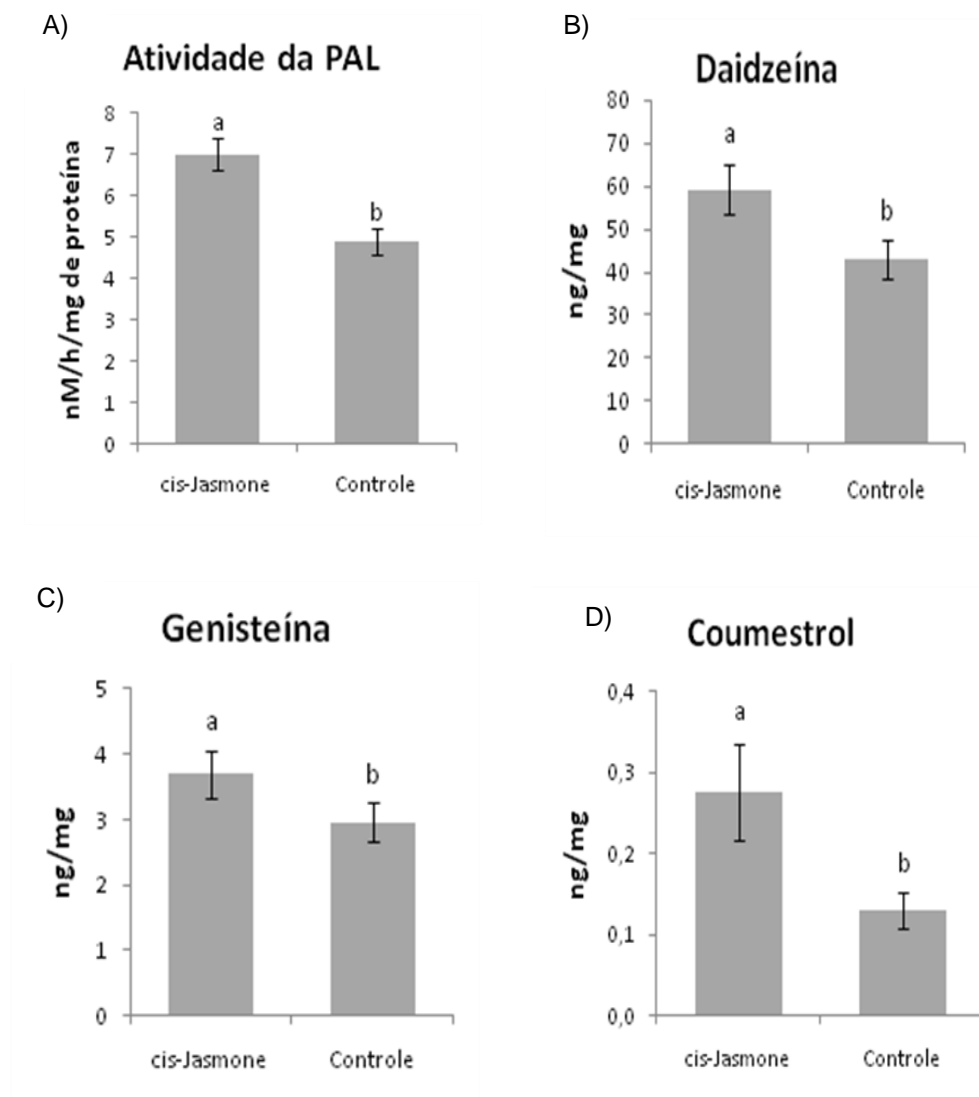 A)
Atividade da PAL
nM/h/mg de proteína
8
7
6
5
4
3
2
1
0
a
b
cis-Jasmone Controle
B)
Daidzeína
ng/mg
80
70
60
50
40
30
20
10
0
a
b
cis-Jasmone Controle
C)
Genisteína
ng/mg
5
4
3
2
1
0
a
b
cis-Jasmone Controle
D)
Coumestrol
ng/mg
0,4
0,3
0,2
0,1
0,0
a
b
cis-Jasmone Controle